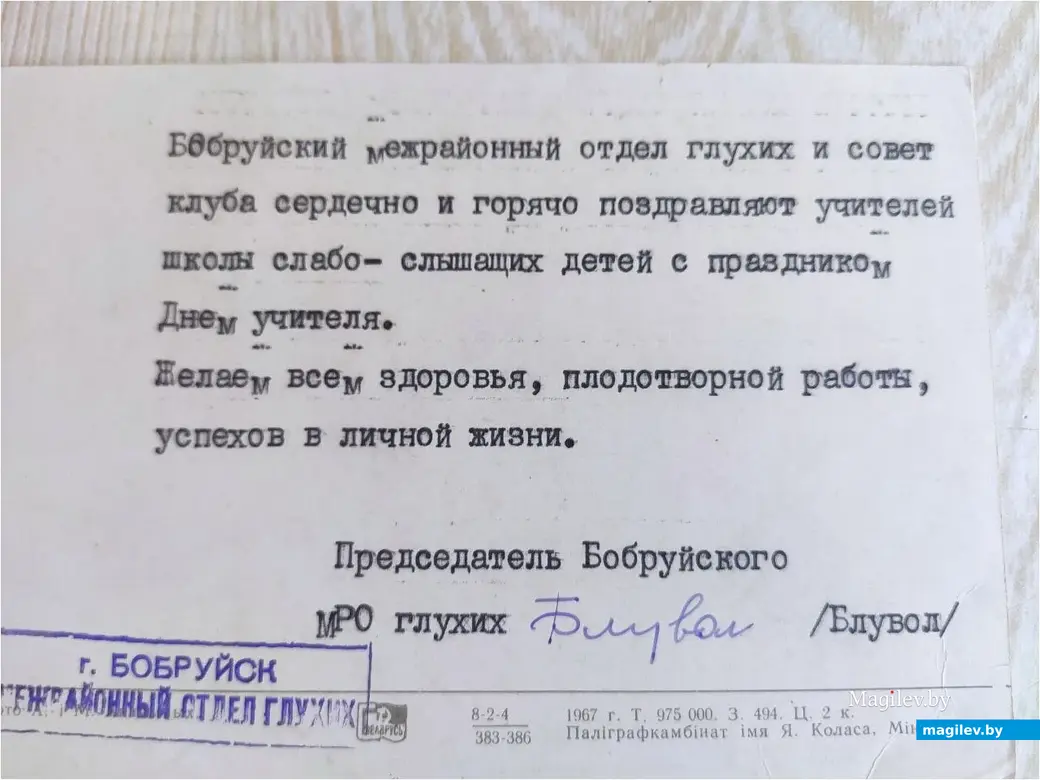 Бобруйский межрайонный отдел глухих и совет
клуба сердечно и горячо поздравляют учителей
школы слабо- слышащих детей с праздником
Днем учителя.
Желаем всем здоровья, плодотворной работы,
успехов в личной жизни.
Председатель Бобруйского
МРО глухих Блувол /Блувол/
г. БОБРУЙСК
МЕЖРАЙОННЫЙ ОТДЕЛ ГЛУХИХ
БЕЛАРУСЬ
8-2-4
383-386
1967 г. Т. 975 000. З. 494. Ц. 2 к.
Паліграфкамбінат імя Я. Коласа,
Magilev.by
magilev.by